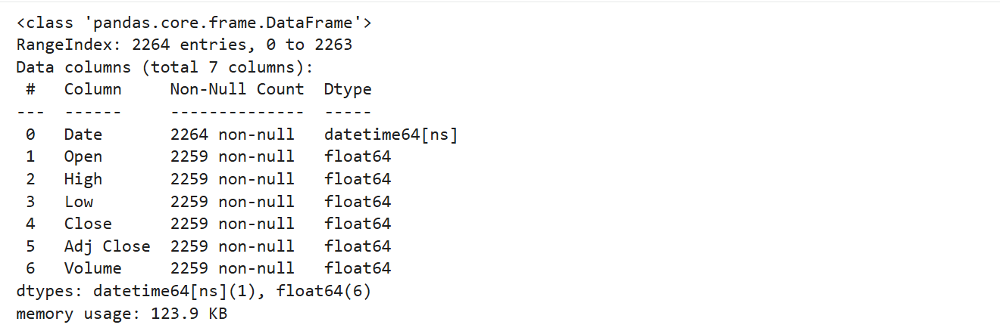 <class 'pandas.core.frame.DataFrame'>
RangeIndex: 2264 entries, 0 to 2263
Data columns (total 7 columns):
 #   Column     Non-Null Count  Dtype
---  ------     --------------  -----
 0   Date       2264 non-null   datetime64[ns]
 1   Open       2259 non-null   float64
 2   High       2259 non-null   float64
 3   Low        2259 non-null   float64
 4   Close      2259 non-null   float64
 5   Adj Close  2259 non-null   float64
 6   Volume     2259 non-null   float64
dtypes: datetime64[ns](1), float64(6)
memory usage: 123.9 KB